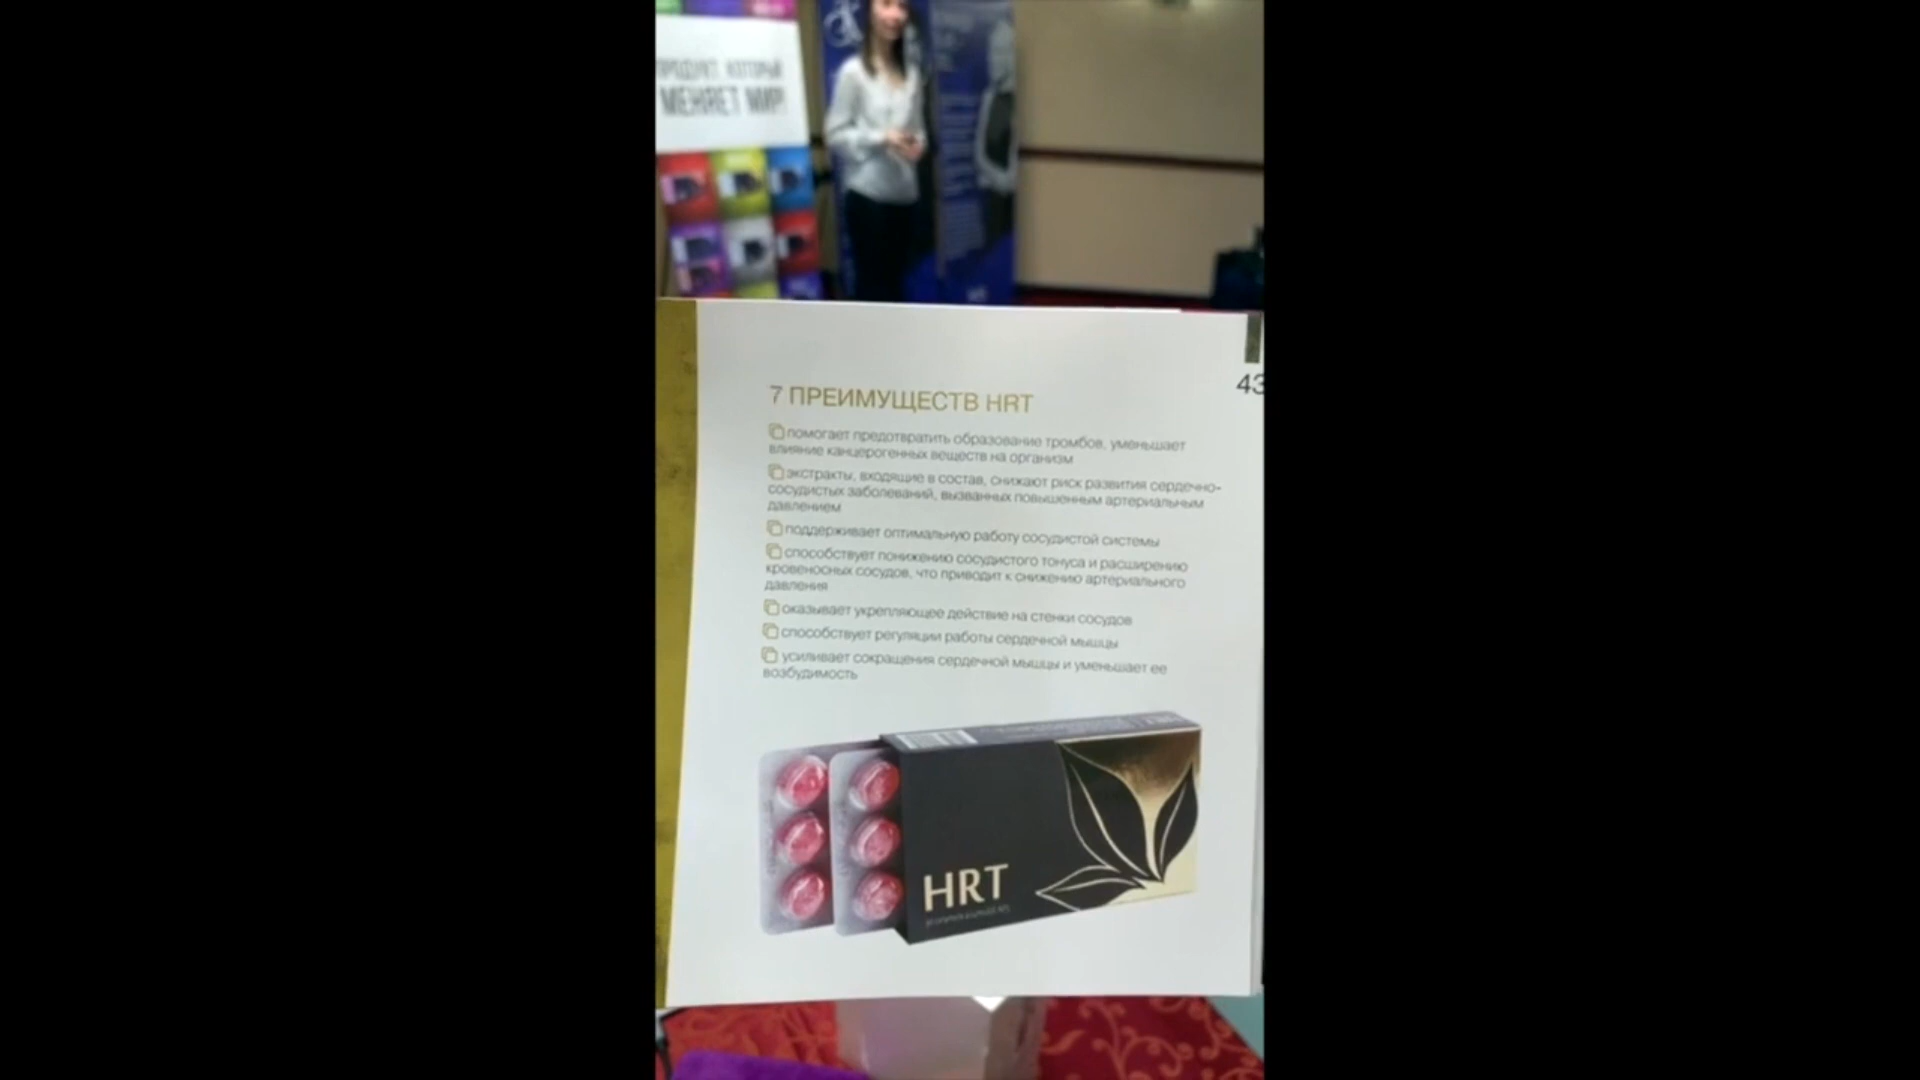 ПРОДУКТ, КОТОРЫЙ
МЕНЯЕТ МИР!
43
7 ПРЕИМУЩЕСТВ HRT
помогает предотвратить образование тромбов, уменьшает
влияние канцерогенных веществ на организм
экстракты, входящие в состав, снижают риск развития сердечно-
сосудистых заболеваний, вызванных повышенным артериальным
давлением
поддерживает оптимальную работу сосудистой системы
способствует понижению сосудистого тонуса и расширению
кровеносных сосудов, что приводит к снижению артериального
давления
оказывает укрепляющее действие на стенки сосудов
способствует регуляции работы сердечной мышцы
усиливает сокращения сердечной мышцы и уменьшает ее
возбудимость
HRT